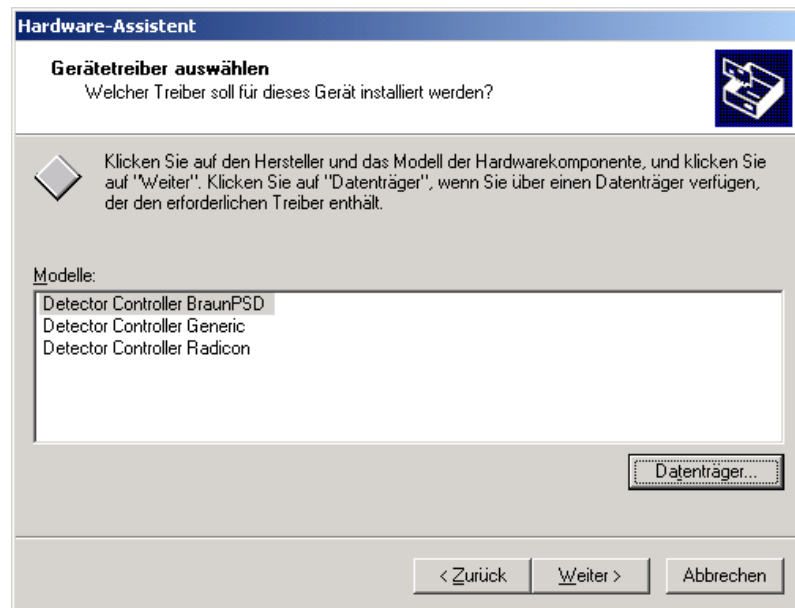 Hardware-Assistent
Gerätetreiber auswählen
Welcher Treiber soll für dieses Gerät installiert werden?
Klicken Sie auf den Hersteller und das Modell der Hardwarekomponente, und klicken Sie
auf "Weiter". Klicken Sie auf "Datenträger", wenn Sie über einen Datenträger verfügen,
der den erforderlichen Treiber enthält.
Modelle:
Detector Controller BraunPSD
Detector Controller Generic
Detector Controller Radicon
Datenträger...
< Zurück
Weiter >
Abbrechen